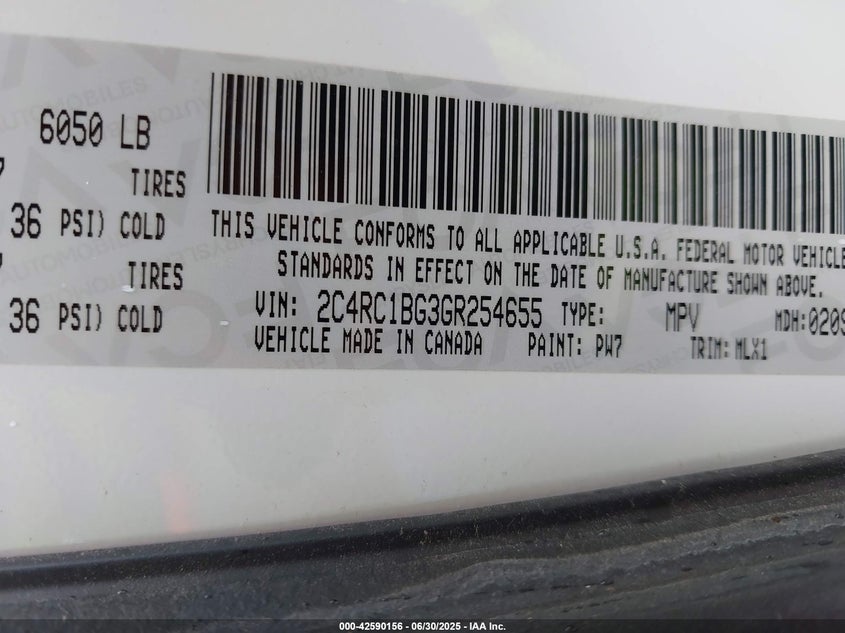 6050 LB
TIRES
36 PSI) COLD
TIRES
36 PSI) COLD
THIS VEHICLE CONFORMS TO ALL APPLICABLE U.S.A. FEDERAL MOTOR VEHICLE
STANDARDS IN EFFECT ON THE DATE OF MANUFACTURE SHOWN ABOVE.
VIN: 2C4RC1BG3GR254655 TYPE: MPV MDH:0209
VEHICLE MADE IN CANADA PAINT: PW7 TRIM: MLX1
000-42590156 - 06/30/2025 - IAA Inc.